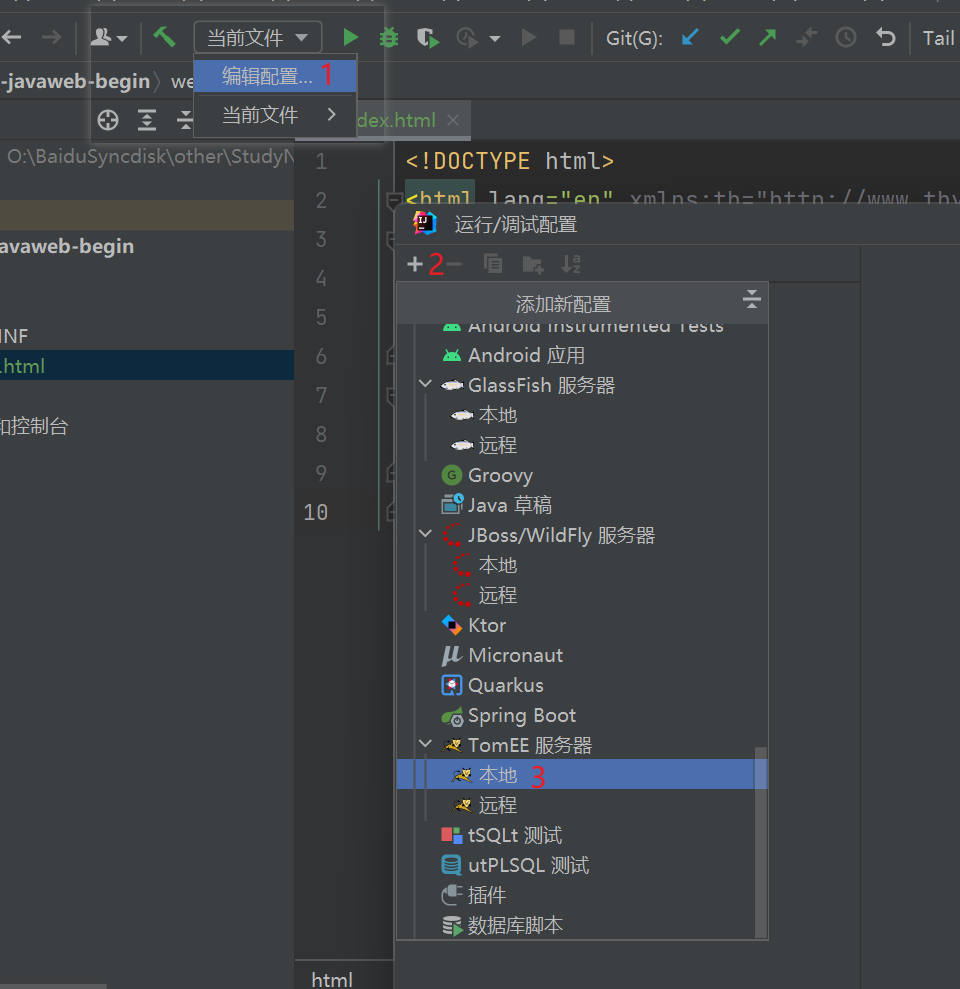 当前文件
Git(G):
Tail
-javaweb-begin
we
编辑配置... 1
当前文件
dex.html
O:\BaiduSyncdisk\other\StudyN
1
<!DOCTYPE html>
2
<html lang="en" xmlns:th="http://www.thy
avaweb-begin
3
4
5
6
7
8
9
10
INF
.html
和控制台
运行/调试配置
2
添加新配置
Android Instrumented Tests
Android 应用
GlassFish 服务器
本地
远程
Groovy
Java 草稿
JBoss/WildFly 服务器
本地
远程
Ktor
Micronaut
Quarkus
Spring Boot
TomEE 服务器
本地 3
远程
tSQLt 测试
utPLSQL 测试
插件
数据库脚本
html